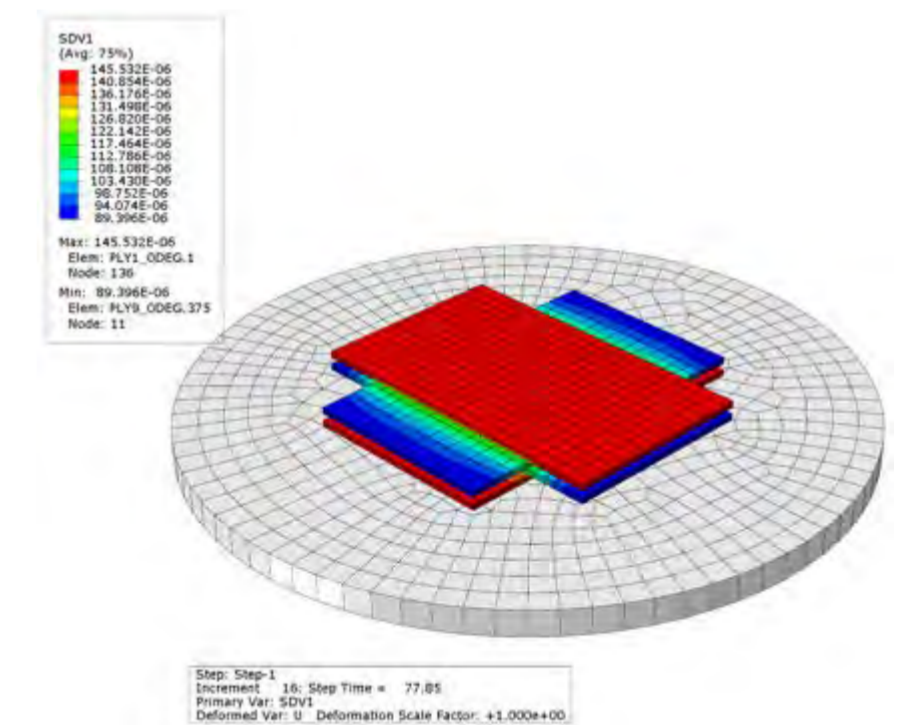 SDV1
(Avg: 75%)
145.532E-06
140.854E-06
136.176E-06
131.498E-06
126.820E-06
122.142E-06
117.464E-06
112.786E-06
108.108E-06
103.430E-06
98.752E-06
94.074E-06
89.396E-06
Max: 145.532E-06
Elem: PLY1_0DEG.1
Node: 136
Min: 89.396E-06
Elem: PLY9_0DEG.375
Node: 11
Step: Step-1
Increment 16: Step Time = 77.85
Primary Var: SDV1
Deformed Var: U Deformation Scale Factor: +1.000e+00